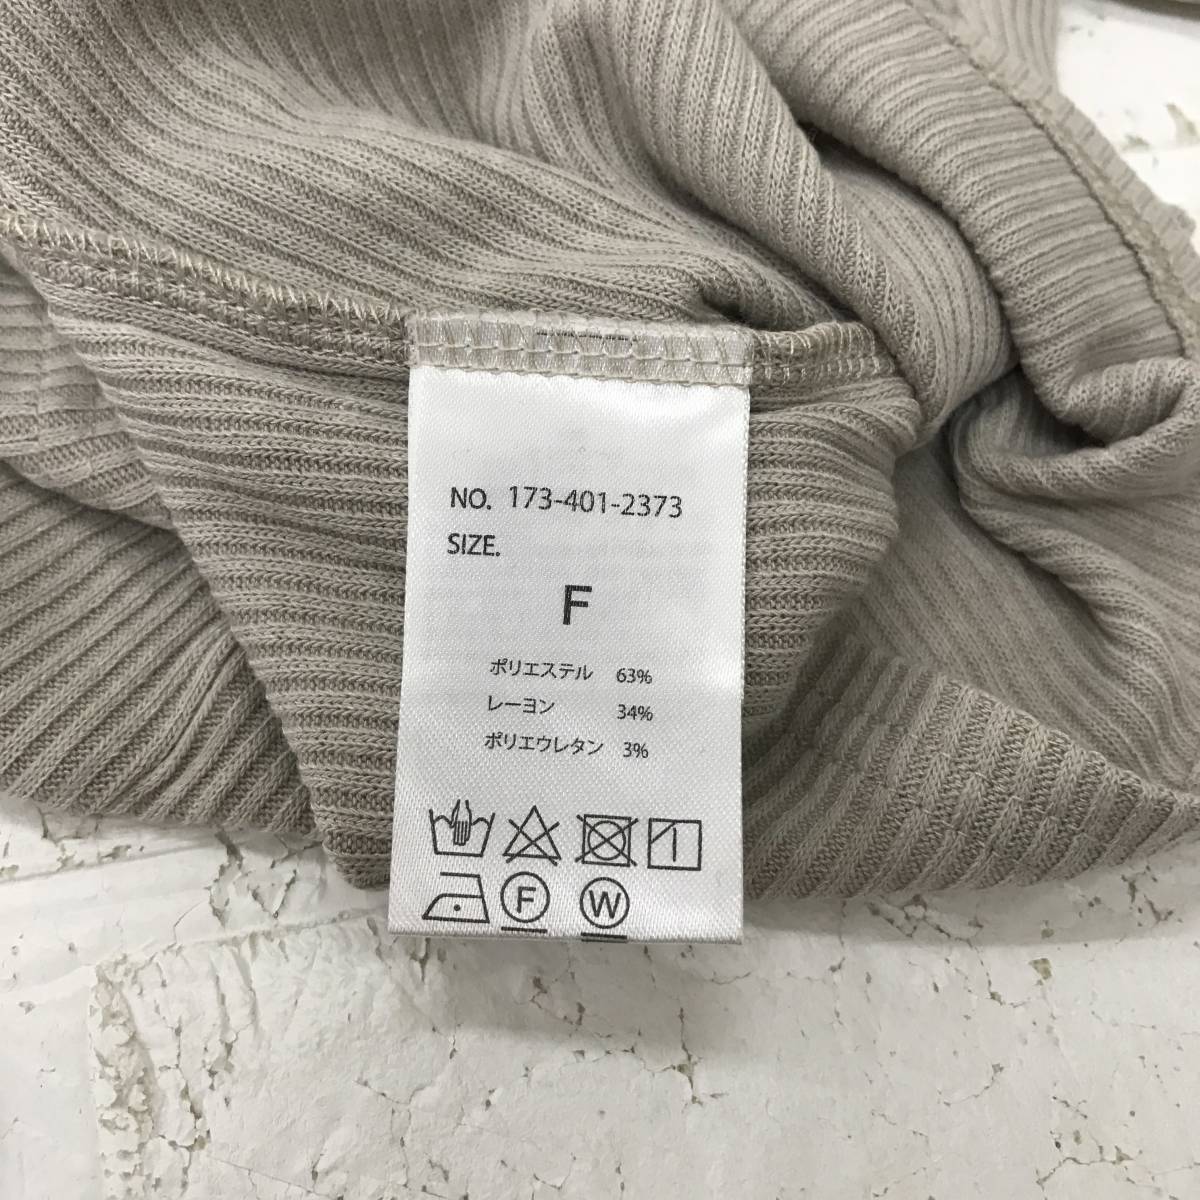 NO. 173-401-2373
SIZE.
F
ポリエステル 63%
レーヨン 34%
ポリエウレタン 3%
F W